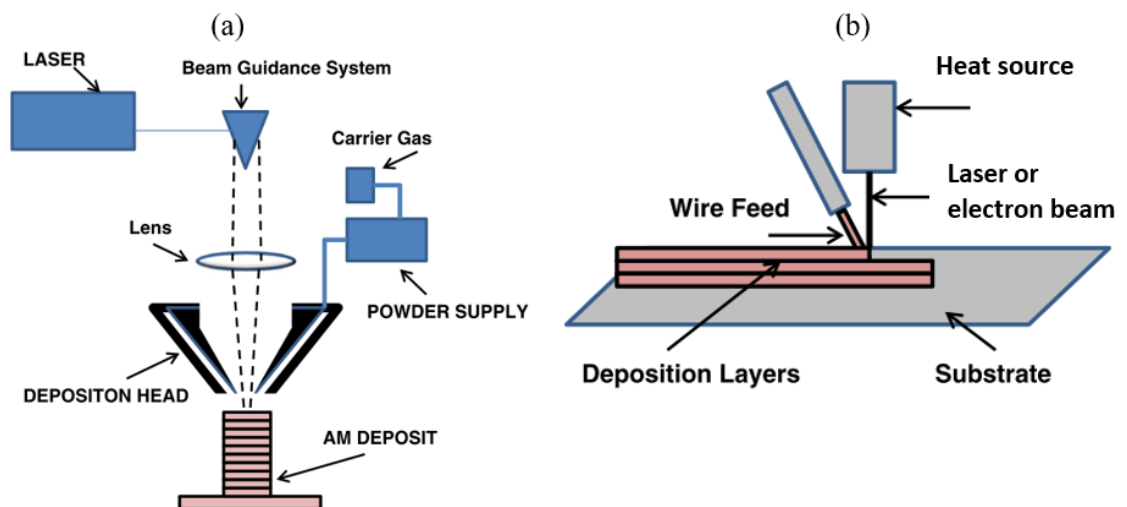 (a)
LASER
Beam Guidance System
Carrier Gas
Lens
POWDER SUPPLY
DEPOSITON HEAD
AM DEPOSIT
(b)
Heat source
Laser or
electron beam
Wire Feed
Deposition Layers
Substrate